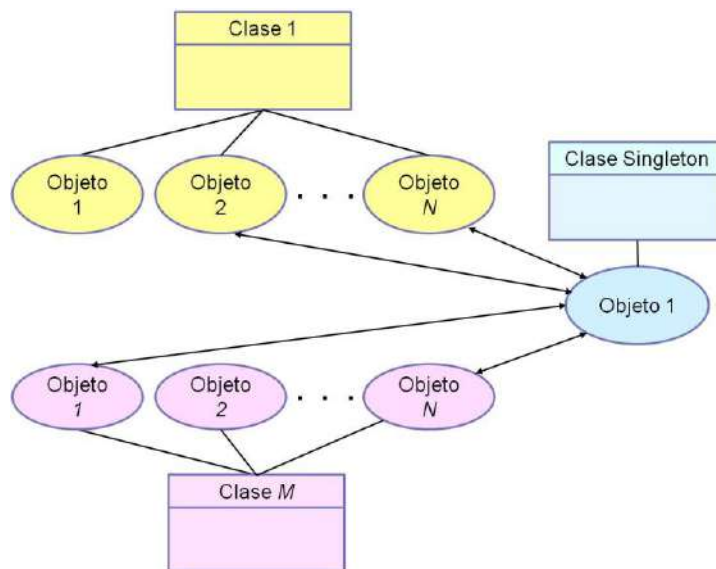 Clase 1
Clase Singleton
Objeto
1
Objeto
2
. . .
Objeto
N
Objeto 1
Objeto
1
Objeto
2
. . .
Objeto
N
Clase M